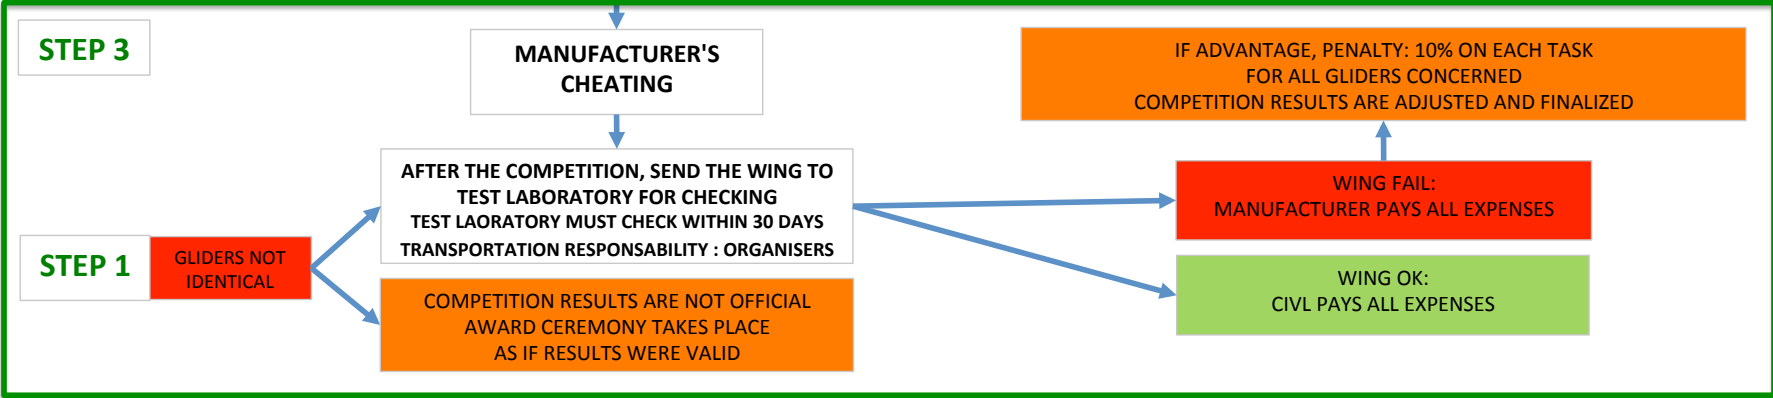 STEP 3
MANUFACTURER'S
CHEATING
IF ADVANTAGE, PENALTY: 10% ON EACH TASK
FOR ALL GLIDERS CONCERNED
COMPETITION RESULTS ARE ADJUSTED AND FINALIZED
AFTER THE COMPETITION, SEND THE WING TO
TEST LABORATORY FOR CHECKING
TEST LAORATORY MUST CHECK WITHIN 30 DAYS
TRANSPORTATION RESPONSABILITY : ORGANISERS
WING FAIL:
MANUFACTURER PAYS ALL EXPENSES
STEP 1
GLIDERS NOT
IDENTICAL
WING OK:
CIVL PAYS ALL EXPENSES
COMPETITION RESULTS ARE NOT OFFICIAL
AWARD CEREMONY TAKES PLACE
AS IF RESULTS WERE VALID